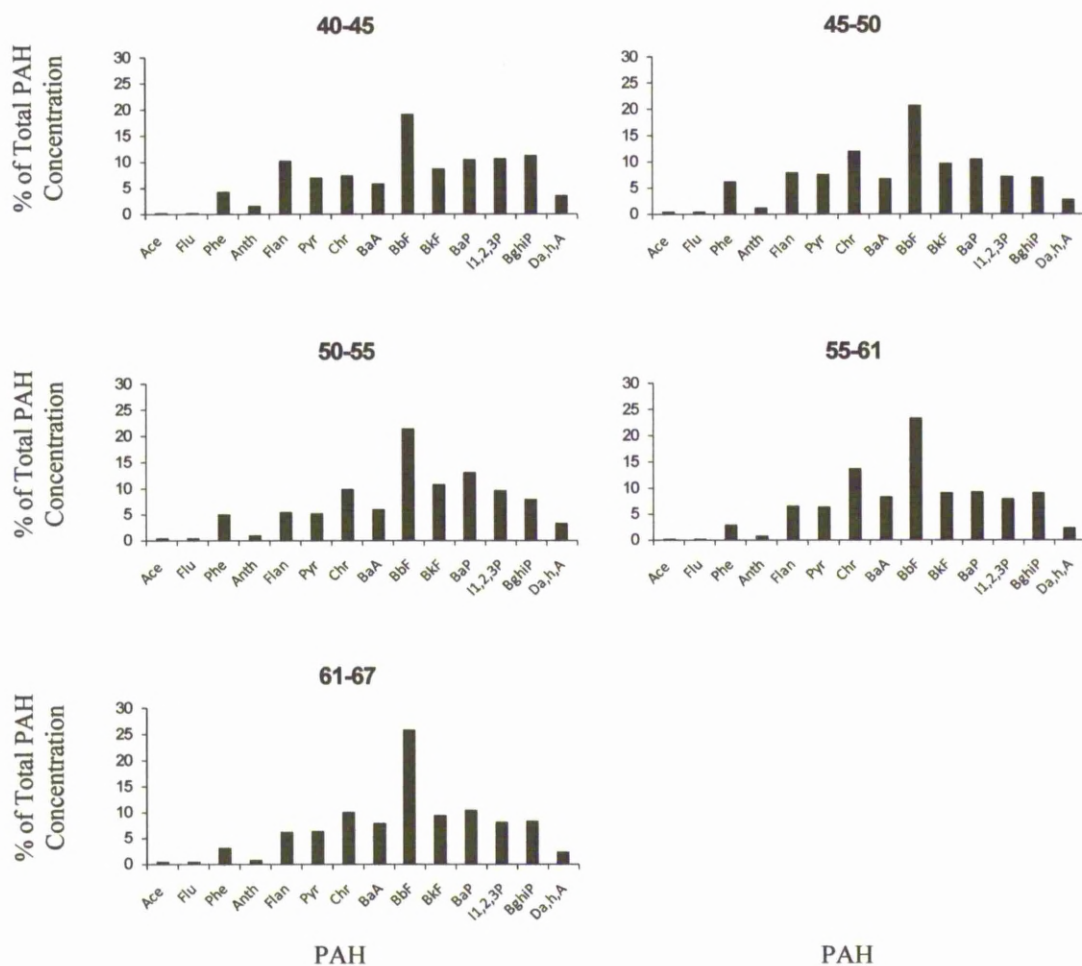 40-45
45-50
% of Total PAH
Concentration
30
25
20
15
10
5
0
Ace
Flu
Phe
Anth
Flan
Pyr
Chr
BaA
BbF
BkF
BaP
I1,2,3P
BghiP
Da,h,A
30
25
20
15
10
5
0
Ace
Flu
Phe
Anth
Flan
Pyr
Chr
BaA
BbF
BkF
BaP
I1,2,3P
BghiP
Da,h,A
50-55
55-61
% of Total PAH
Concentration
30
25
20
15
10
5
0
Ace
Flu
Phe
Anth
Flan
Pyr
Chr
BaA
BbF
BkF
BaP
I1,2,3P
BghiP
Da,h,A
30
25
20
15
10
5
0
Ace
Flu
Phe
Anth
Flan
Pyr
Chr
BaA
BbF
BkF
BaP
I1,2,3P
BghiP
Da,h,A
61-67
% of Total PAH
Concentration
30
25
20
15
10
5
0
Ace
Flu
Phe
Anth
Flan
Pyr
Chr
BaA
BbF
BkF
BaP
I1,2,3P
BghiP
Da,h,A
PAH
PAH